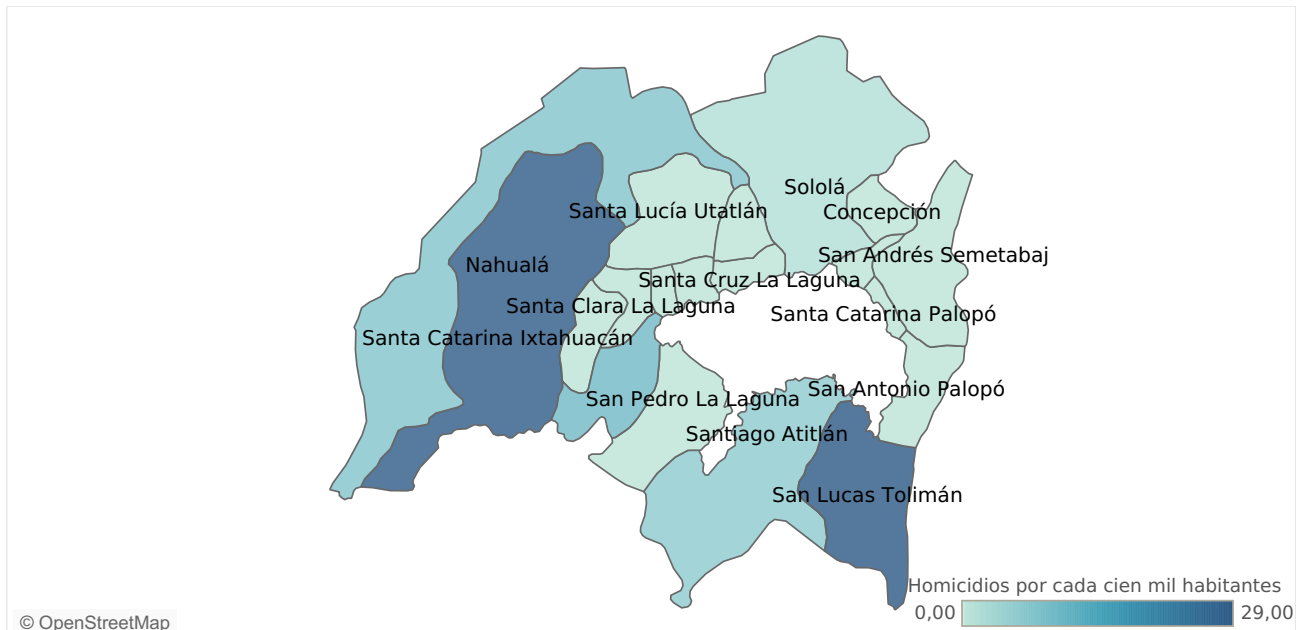 Sololá
Santa Lucía Utatlán
Concepción
San Andrés Semetabaj
Nahualá
Santa Cruz La Laguna
Santa Clara La Laguna
Santa Catarina Palopó
Santa Catarina Ixtahuacán
San Antonio Palopó
San Pedro La Laguna
Santiago Atitlán
San Lucas Tolimán
Homicidios por cada cien mil habitantes
0,00
29,00
© OpenStreetMap